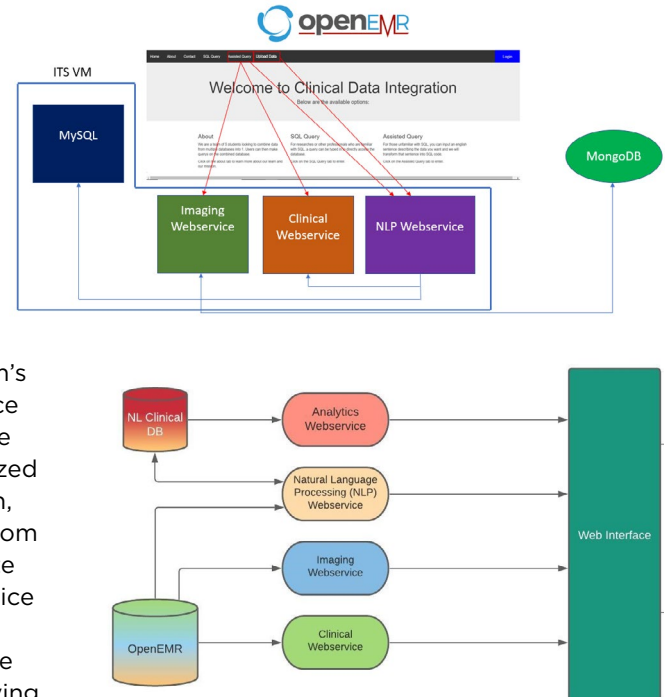 openEMR
ITS VM
Home About Contact SQL Query Assisted Query Upload Data Login
Welcome to Clinical Data Integration
Below are the available options:
MySQL
MongoDB
About
SQL Query
Assisted Query
Imaging
Webservice
Clinical
Webservice
NLP Webservice
NL Clinical
DB
Analytics
Webservice
Natural Language
Processing (NLP)
Webservice
Imaging
Webservice
Clinical
Webservice
OpenEMR
Web Interface
n's
ce
e
zed
n,
om
e
ice
e
ving